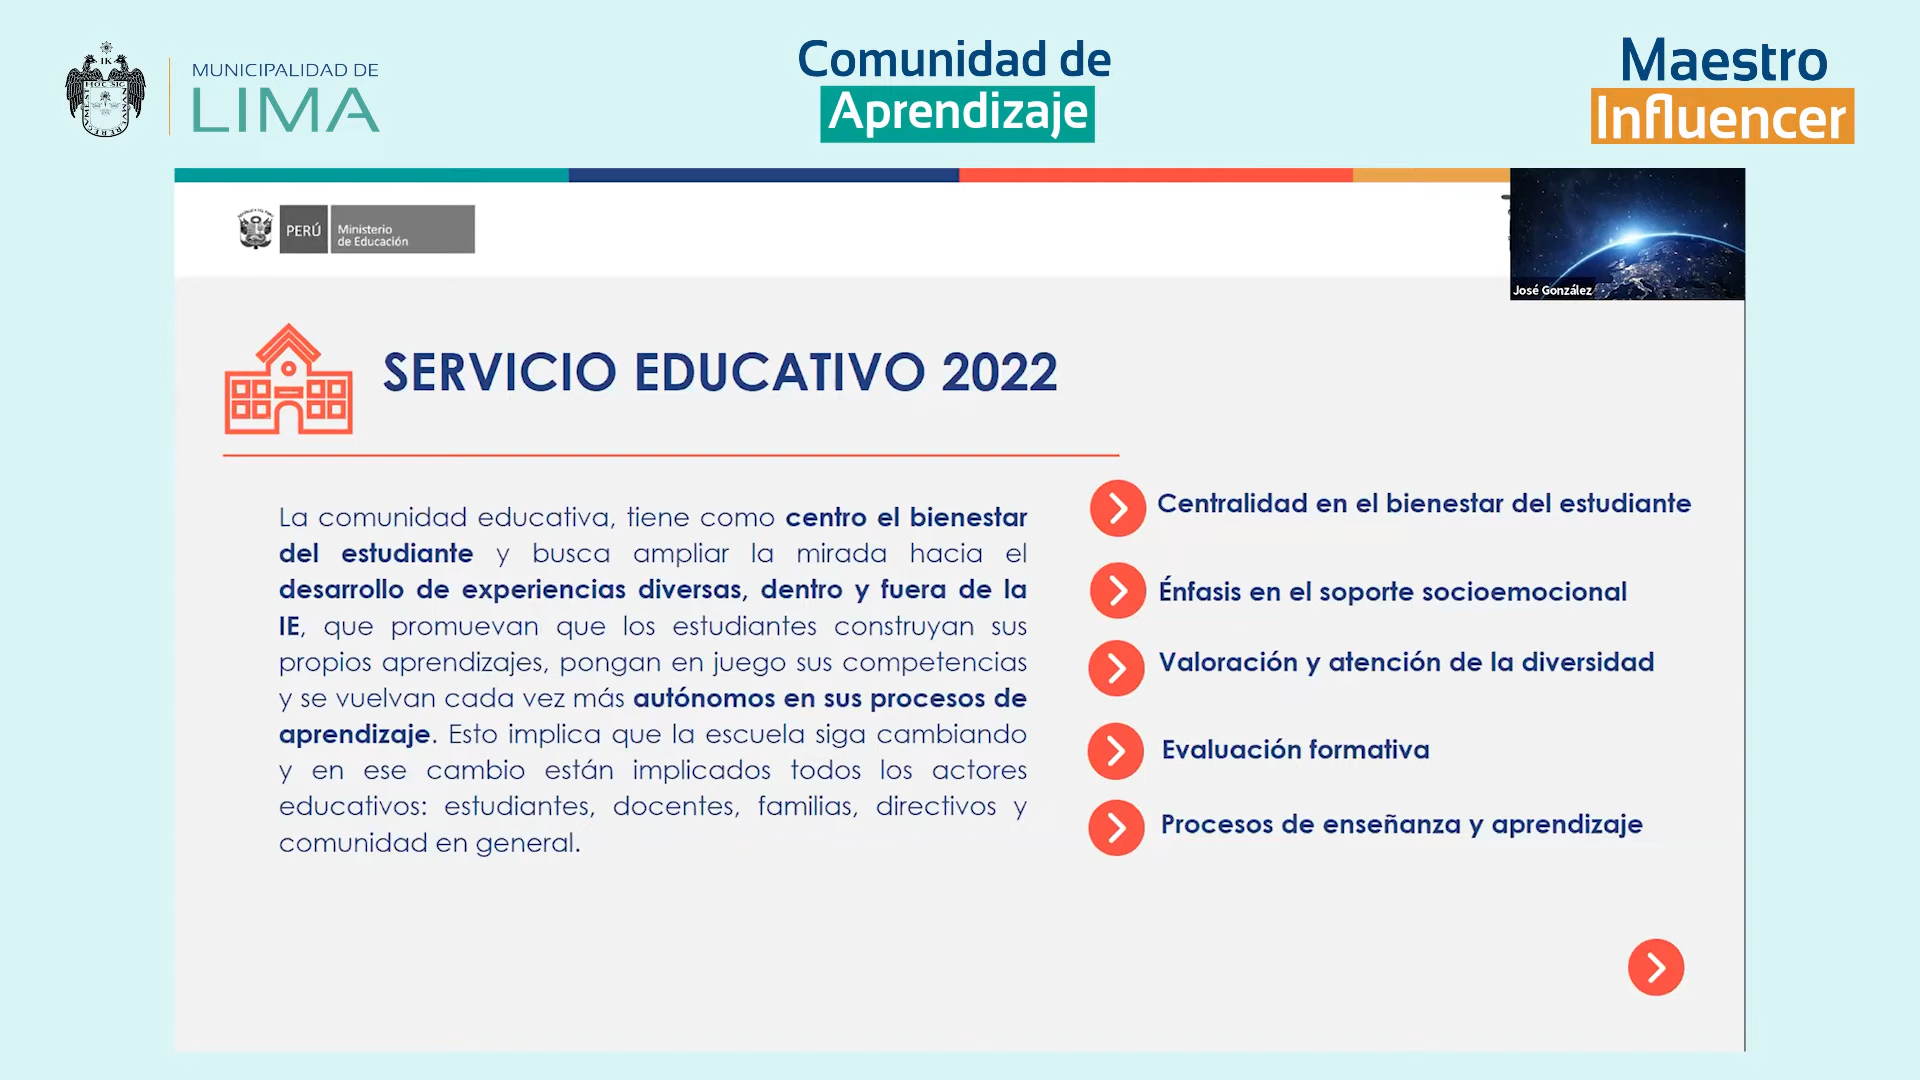 MUNICIPALIDAD DE
LIMA
Comunidad de
Aprendizaje
Maestro
Influencer
PERÚ
Ministerio
de Educación
José González
SERVICIO EDUCATIVO 2022
La comunidad educativa, tiene como centro el bienestar
del estudiante y busca ampliar la mirada hacia el
desarrollo de experiencias diversas, dentro y fuera de la
IE, que promuevan que los estudiantes construyan sus
propios aprendizajes, pongan en juego sus competencias
y se vuelvan cada vez más autónomos en sus procesos de
aprendizaje. Esto implica que la escuela siga cambiando
y en ese cambio están implicados todos los actores
educativos: estudiantes, docentes, familias, directivos y
comunidad en general.
Centralidad en el bienestar del estudiante
Énfasis en el soporte socioemocional
Valoración y atención de la diversidad
Evaluación formativa
Procesos de enseñanza y aprendizaje